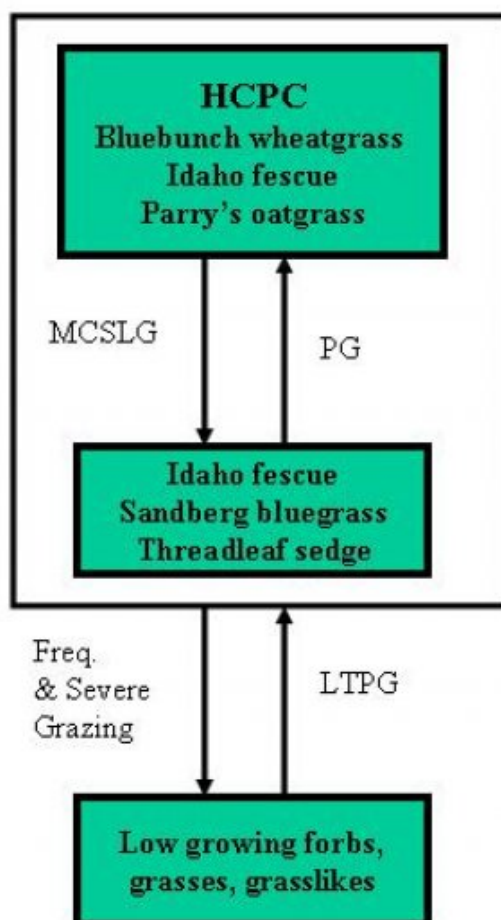 HCPC
Bluebunch wheatgrass
Idaho fescue
Parry's oatgrass
MCSLG
PG
Idaho fescue
Sandberg bluegrass
Threadleaf sedge
Freq.
& Severe
Grazing
LTPG
Low growing forbs,
grasses, grasslikes